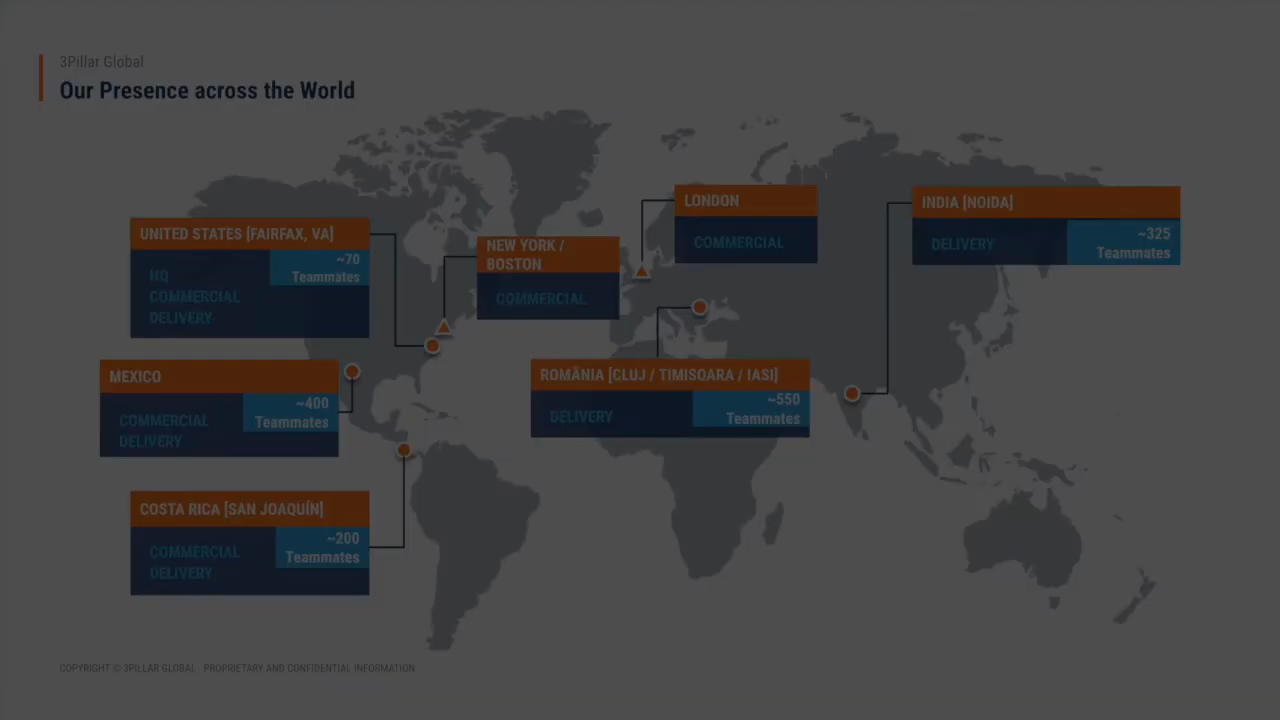 3Pillar Global
Our Presence across the World
UNITED STATES [FAIRFAX, VA]
~70
Teammates
HQ
COMMERCIAL
DELIVERY
NEW YORK /
BOSTON
COMMERCIAL
LONDON
COMMERCIAL
INDIA [NOIDA]
DELIVERY
~325
Teammates
MEXICO
COMMERCIAL
DELIVERY
~400
Teammates
ROMÂNIA [CLUJ / TIMISOARA / IASI]
DELIVERY
~550
Teammates
COSTA RICA [SAN JOAQUÍN]
COMMERCIAL
DELIVERY
~200
Teammates
COPYRIGHT © 3PILLAR GLOBAL - PROPRIETARY AND CONFIDENTIAL INFORMATION